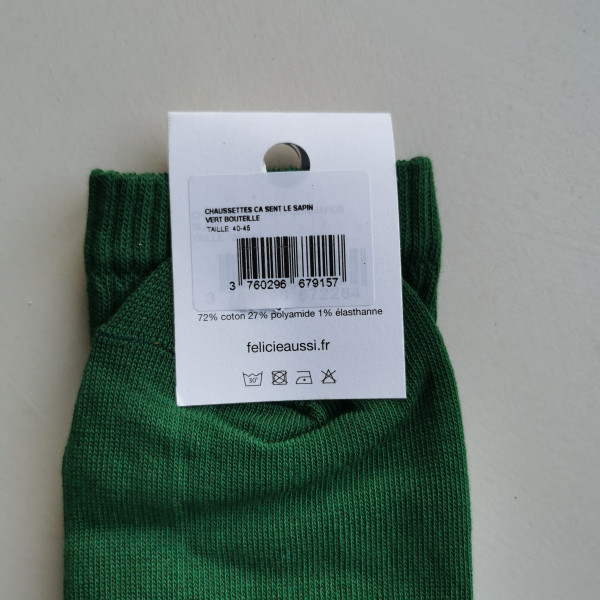 CHAUSSETTES CA SENT LE SAPIN
VERT BOUTEILLE
TAILLE 40-45
3 760296 679157
72% coton 27% polyamide 1% élasthanne
felicieaussi.fr
30°